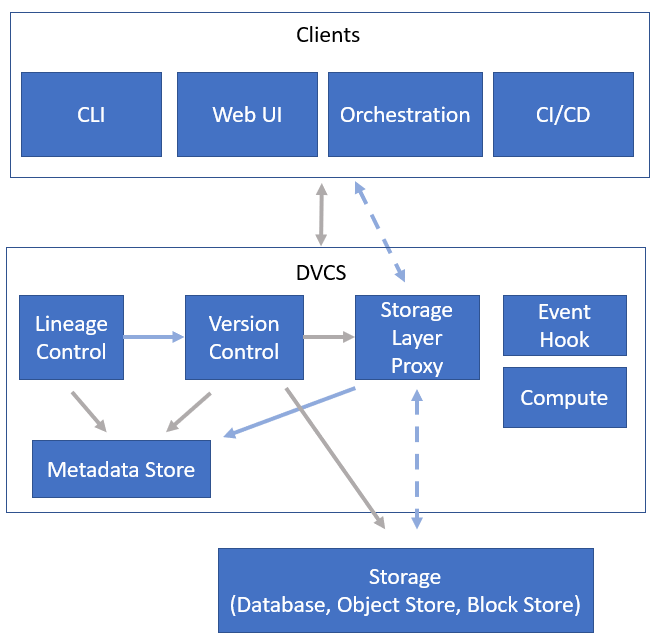 Clients
CLI
Web UI
Orchestration
CI/CD
DVCS
Lineage
Control
Version
Control
Storage
Layer
Proxy
Event
Hook
Compute
Metadata Store
Storage
(Database, Object Store, Block Store)